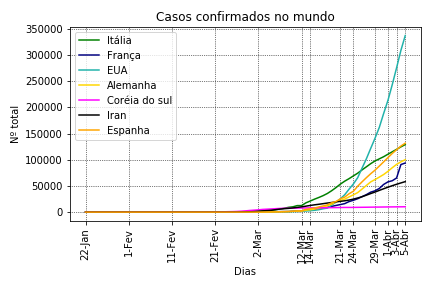 Casos confirmados no mundo
Nº total
350000
300000
250000
200000
150000
100000
50000
0
Itália
França
EUA
Alemanha
Coréia do sul
Iran
Espanha
22-Jan
1-Fev
11-Fev
21-Fev
2-Mar
12-Mar
14-Mar
21-Mar
24-Mar
29-Mar
1-Abr
3-Abr
5-Abr
Dias